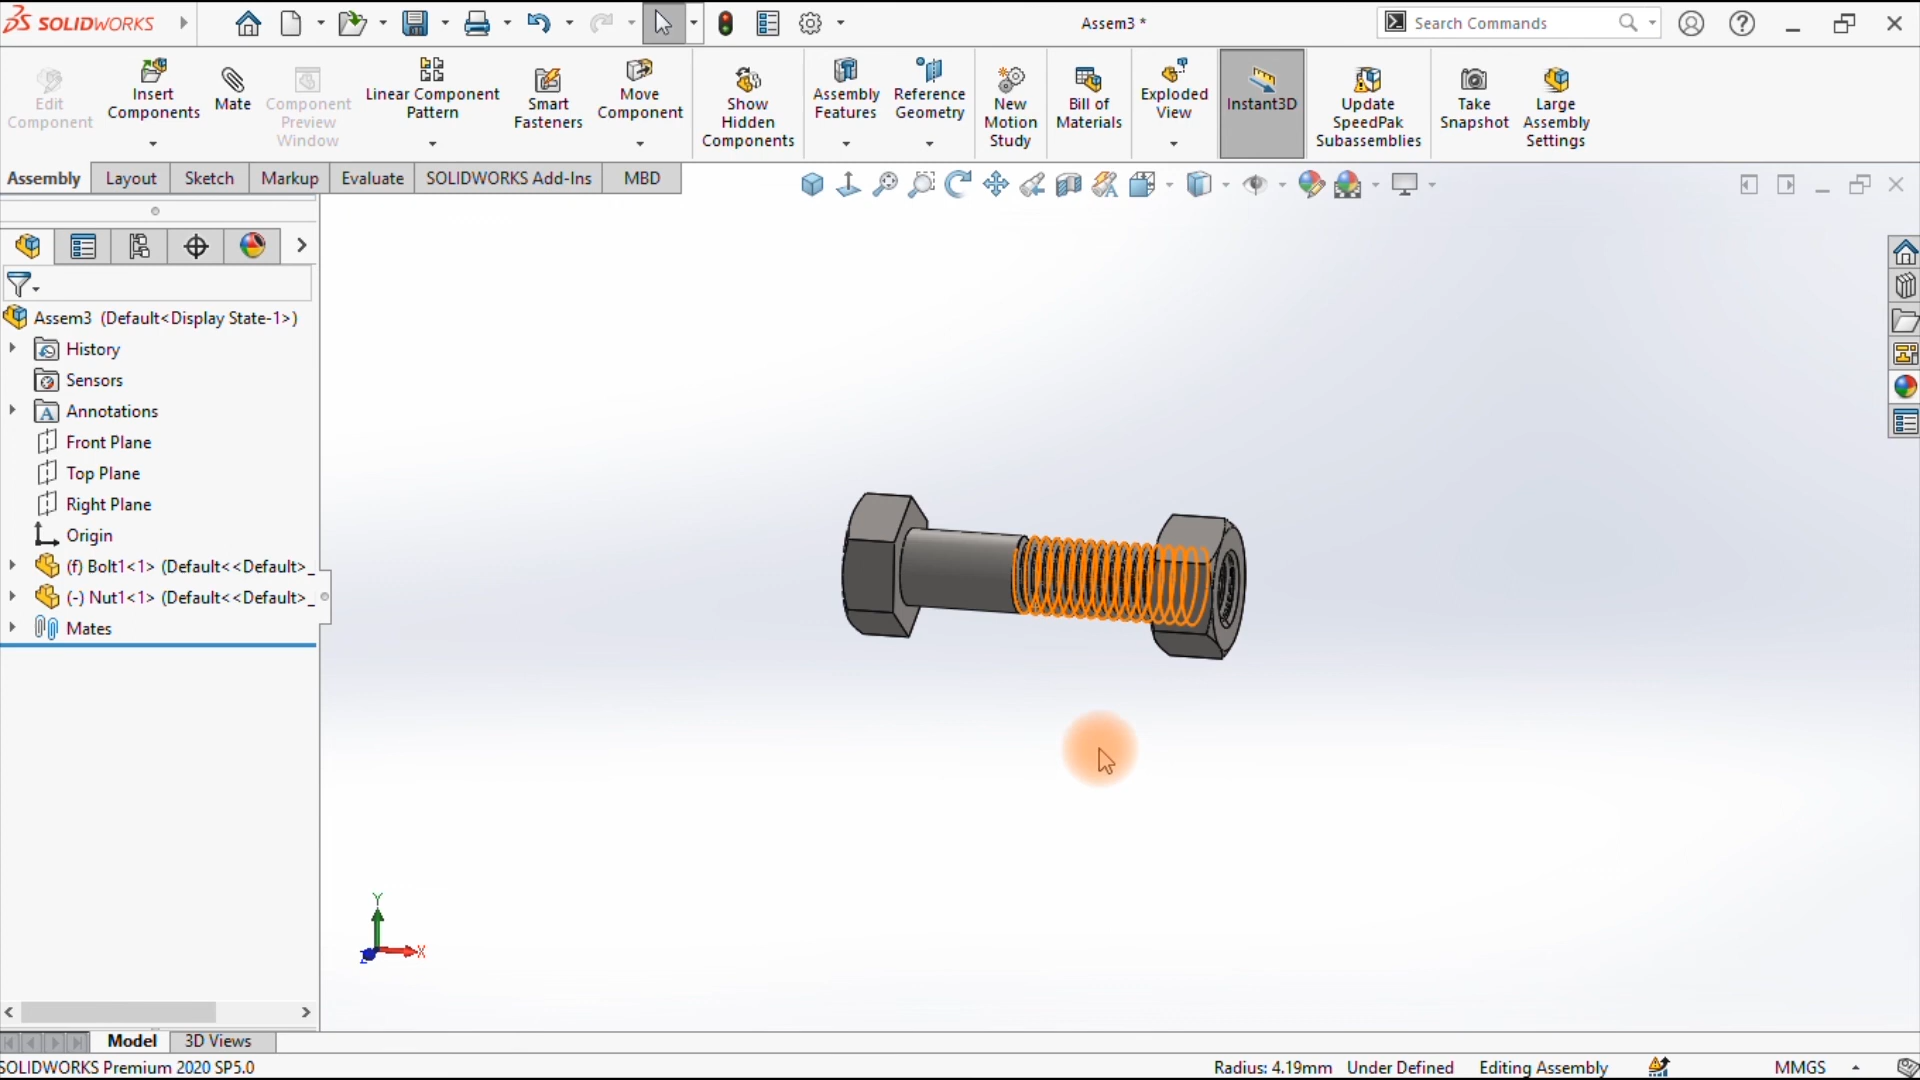 SOLIDWORKS
Assem3 *
Search Commands
Edit
Component
Insert
Components
Mate
Component
Preview
Window
Linear Component
Pattern
Smart
Fasteners
Move
Component
Show
Hidden
Components
Assembly
Features
Reference
Geometry
New
Motion
Study
Bill of
Materials
Exploded
View
Instant3D
Update
SpeedPak
Subassemblies
Take
Snapshot
Large
Assembly
Settings
Assembly Layout Sketch Markup Evaluate SOLIDWORKS Add-Ins MBD
Assem3 (Default<Display State-1>)
History
Sensors
Annotations
Front Plane
Top Plane
Right Plane
Origin
(f) Bolt1<1> (Default<<Default>_
(-) Nut1<1> (Default<<Default>_
Mates
Y
X
Z
Model 3D Views
SOLIDWORKS Premium 2020 SP5.0
Radius: 4.19mm Under Defined Editing Assembly MMGS